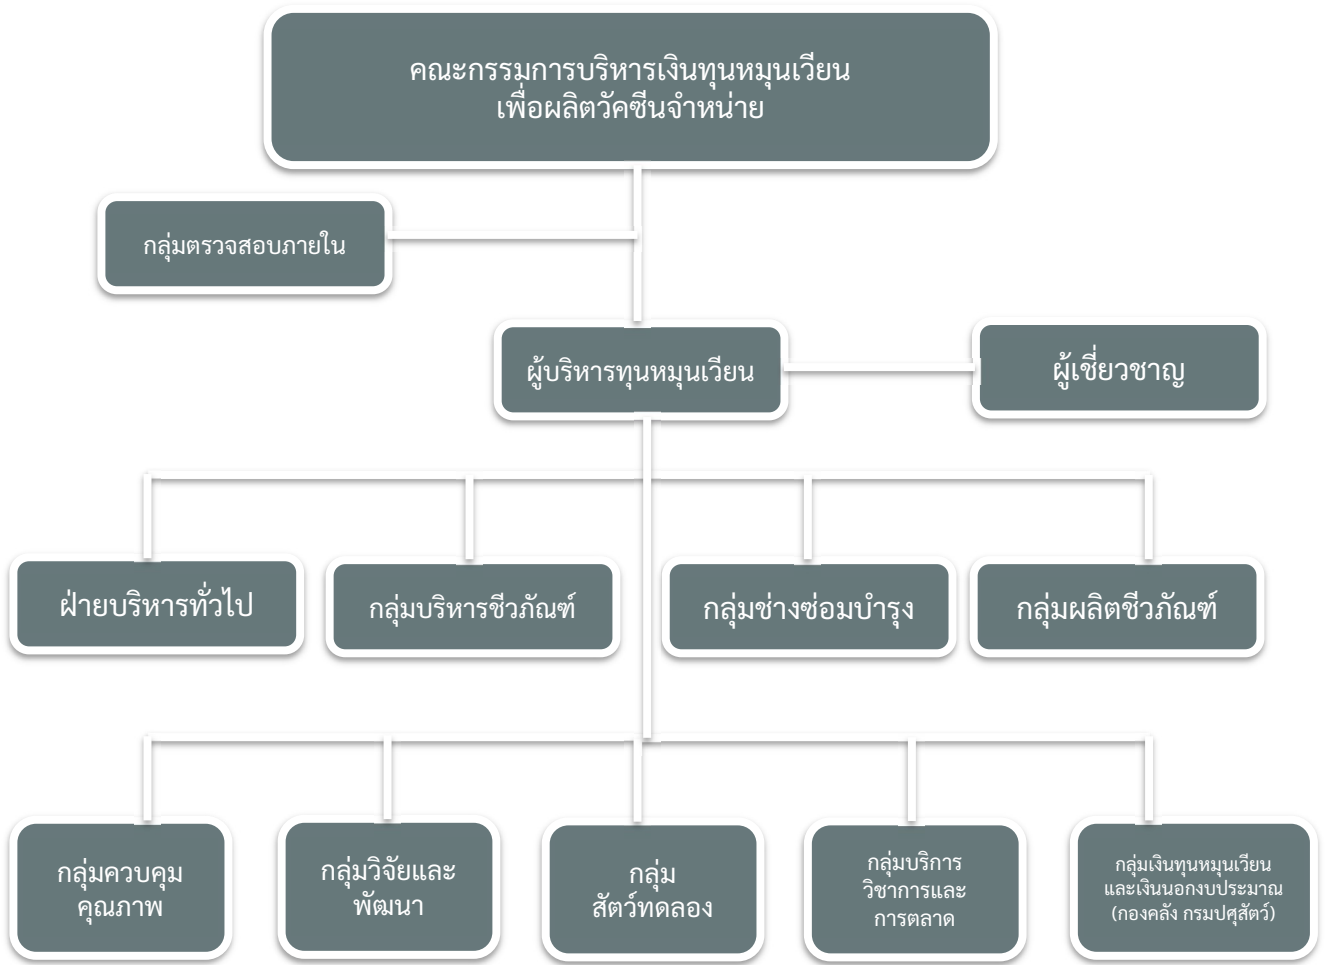 คณะกรรมการบริหารเงินทุนหมุนเวียน
เพื่อผลิตวัคซีนจำหน่าย
กลุ่มตรวจสอบภายใน
ผู้บริหารทุนหมุนเวียน
ผู้เชี่ยวชาญ
ฝ่ายบริหารทั่วไป
กลุ่มบริหารชีวภัณฑ์
กลุ่มช่างซ่อมบำรุง
กลุ่มผลิตชีวภัณฑ์
กลุ่มควบคุม
คุณภาพ
กลุ่มวิจัยและ
พัฒนา
กลุ่ม
สัตว์ทดลอง
กลุ่มบริการ
วิชาการและ
การตลาด
กลุ่มเงินทุนหมุนเวียน
และเงินนอกงบประมาณ
(กองคลัง กรมปศุสัตว์)